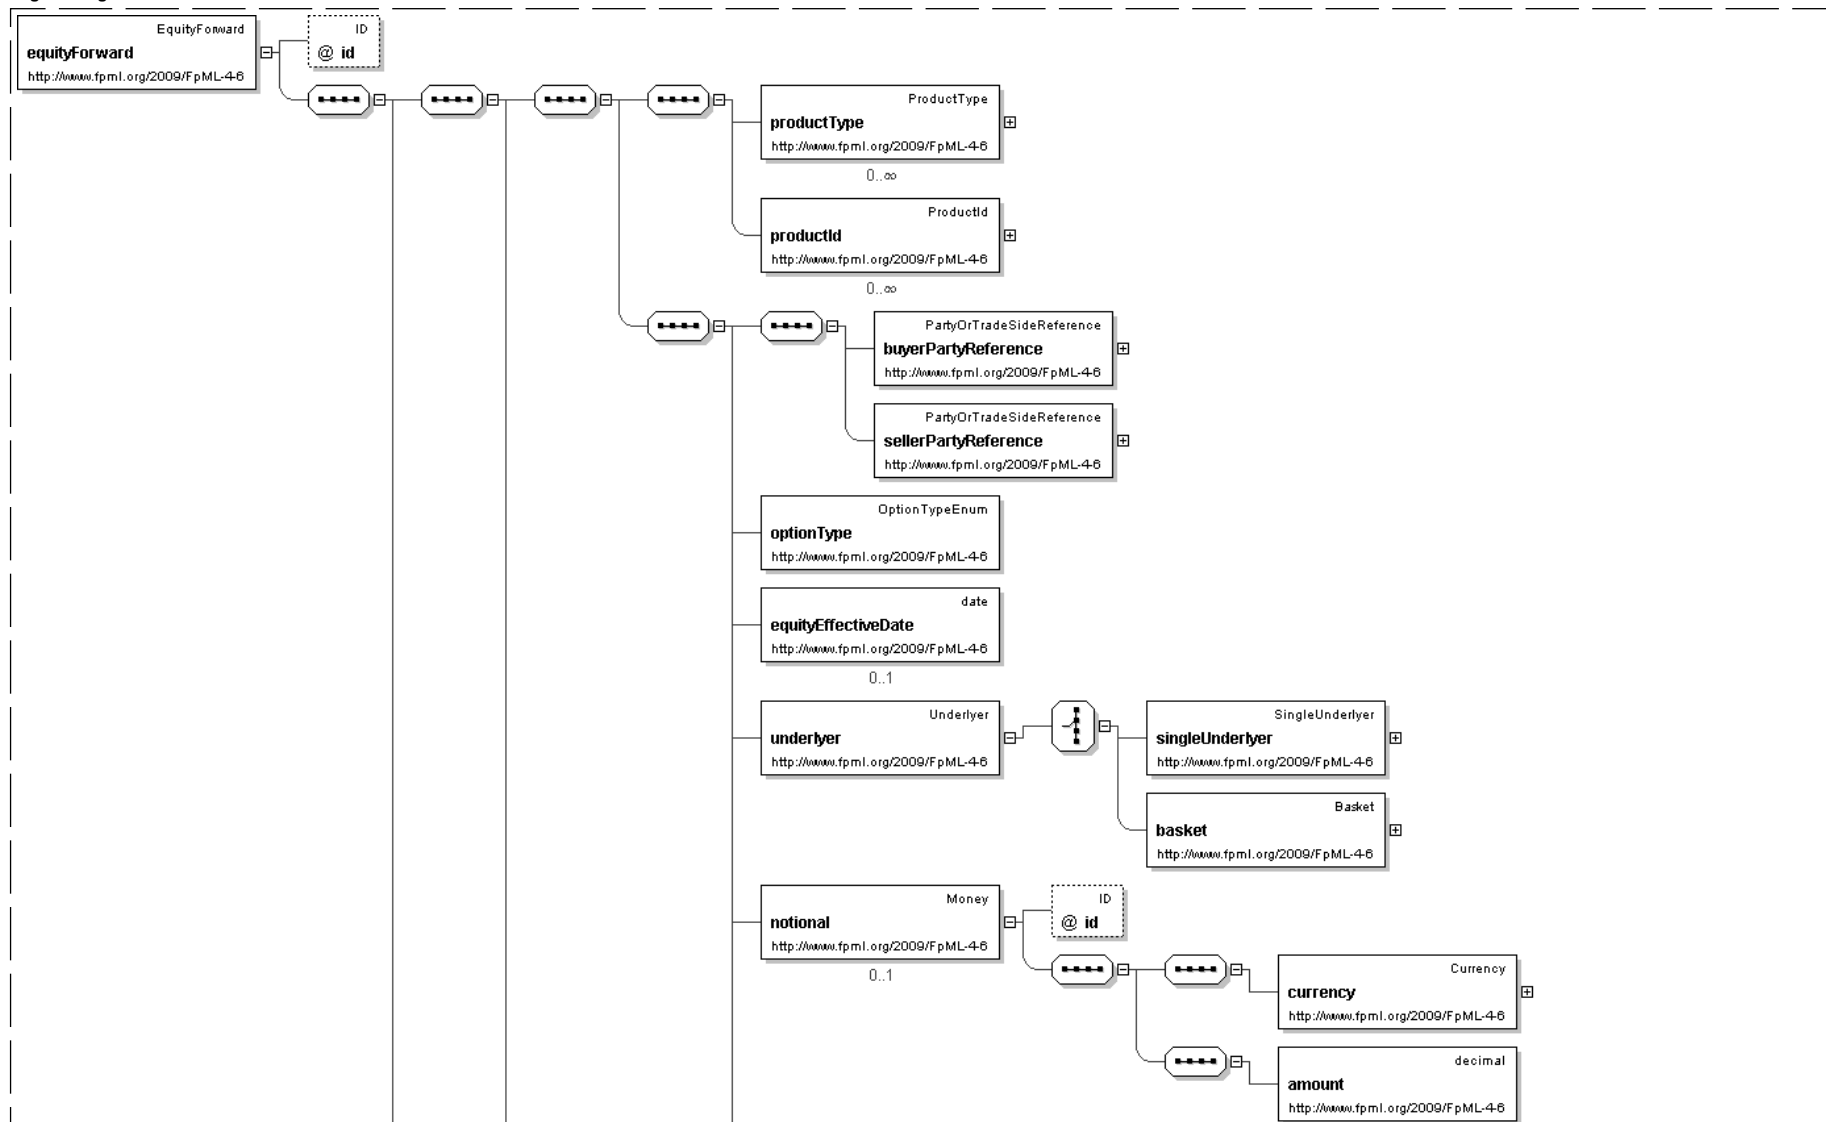 EquityForward
equityForward
http://www.fpml.org/2009/FpML-4-6
ID
@ id
ProductType
productType
http://www.fpml.org/2009/FpML-4-6
0..∞
ProductId
productId
http://www.fpml.org/2009/FpML-4-6
0..∞
PartyOrTradeSideReference
buyerPartyReference
http://www.fpml.org/2009/FpML-4-6
PartyOrTradeSideReference
sellerPartyReference
http://www.fpml.org/2009/FpML-4-6
OptionTypeEnum
optionType
http://www.fpml.org/2009/FpML-4-6
date
equityEffectiveDate
http://www.fpml.org/2009/FpML-4-6
0..1
Underlyer
underlyer
http://www.fpml.org/2009/FpML-4-6
SingleUnderlyer
singleUnderlyer
http://www.fpml.org/2009/FpML-4-6
Basket
basket
http://www.fpml.org/2009/FpML-4-6
Money
notional
http://www.fpml.org/2009/FpML-4-6
0..1
ID
@ id
Currency
currency
http://www.fpml.org/2009/FpML-4-6
decimal
amount
http://www.fpml.org/2009/FpML-4-6